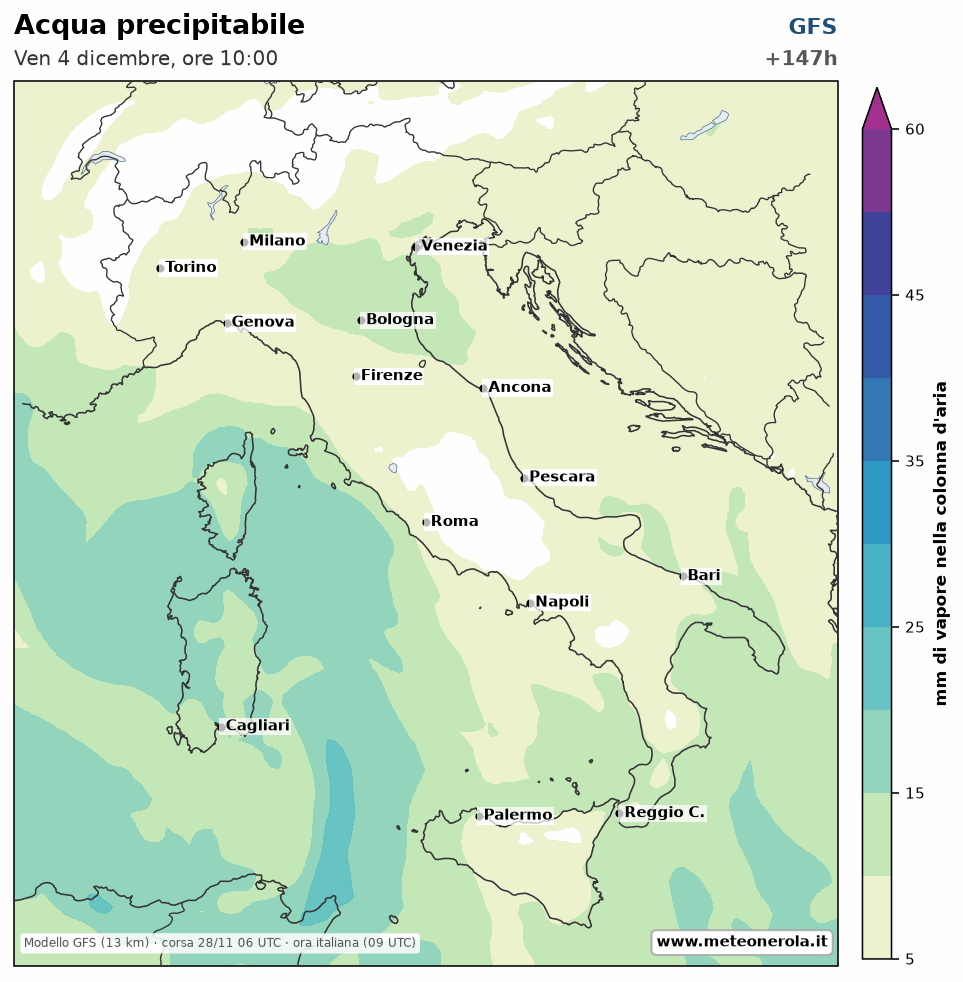 Acqua precipitabile
GFS
Ven 4 dicembre, ore 10:00
+147h
Milano
Venezia
Torino
Genova
Bologna
Firenze
Ancona
Pescara
Roma
Bari
Napoli
Cagliari
Palermo
Reggio C.
60
45
35
25
15
5
mm di vapore nella colonna d'aria
Modello GFS (13 km) · corsa 28/11 06 UTC · ora italiana (09 UTC)
www.meteonerola.it